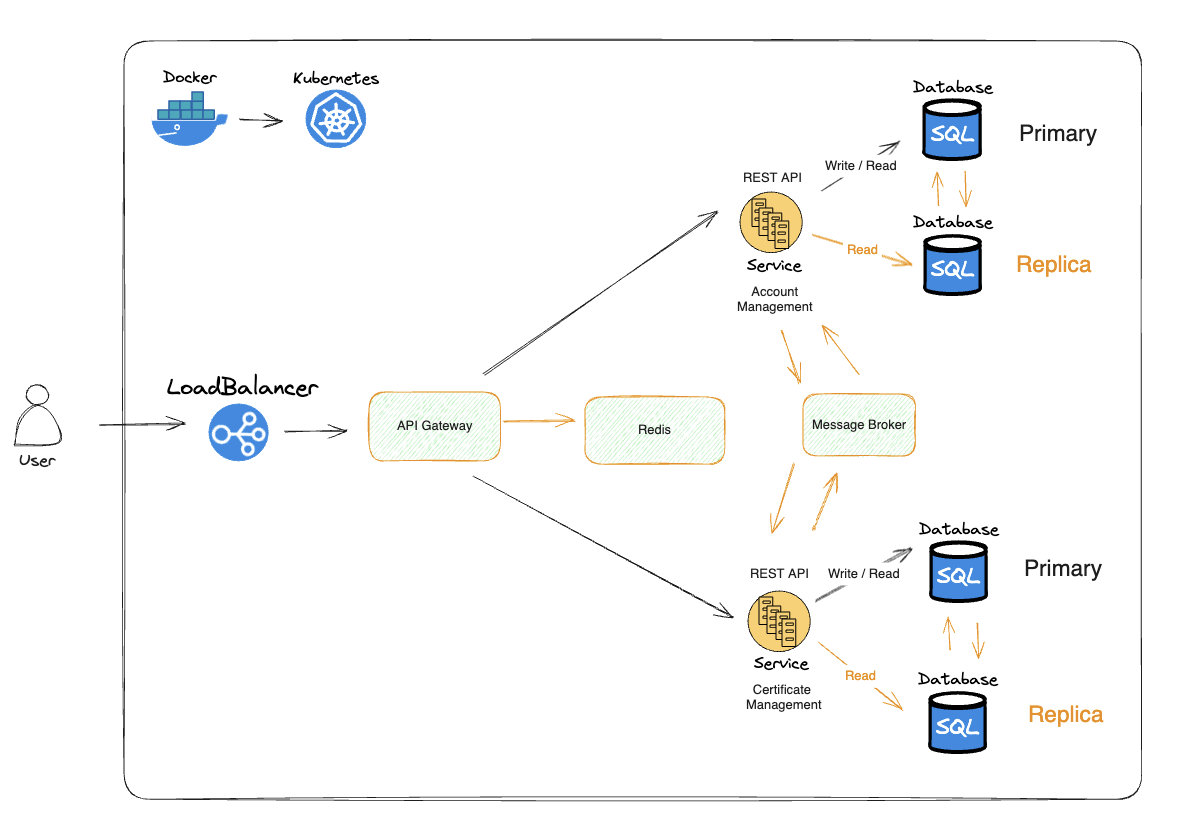 Docker
Kubernetes
Database
SQL
Primary
Write / Read
REST API
Database
Read
SQL
Replica
Service
Account
Management
LoadBalancer
API Gateway
Redis
Message Broker
User
Database
REST API
Write / Read
SQL
Primary
Service
Read
Database
Certificate
Management
SQL
Replica